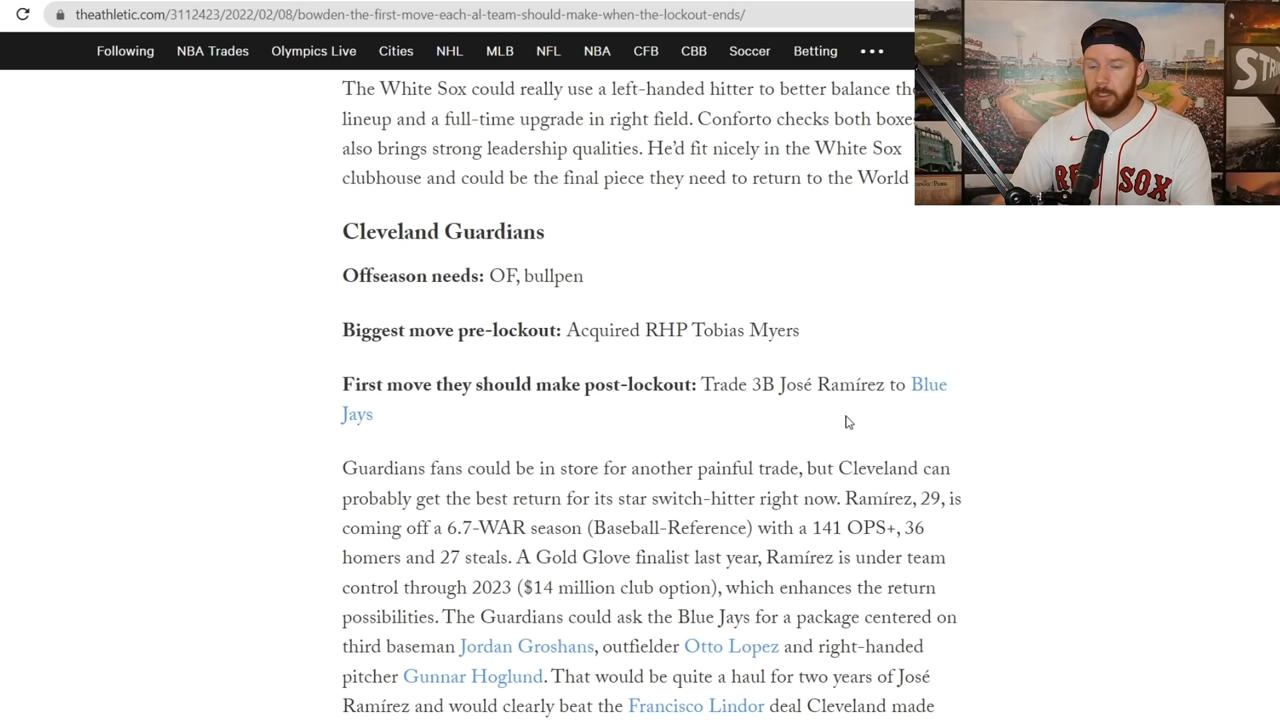 theathletic.com/3112423/2022/02/08/bowden-the-first-move-each-al-team-should-make-when-the-lockout-ends/
Following NBA Trades Olympics Live Cities NHL MLB NFL NBA CFB CBB Soccer Betting •••
The White Sox could really use a left-handed hitter to better balance
lineup and a full-time upgrade in right field. Conforto checks both
also brings strong leadership qualities. He'd fit nicely in the White Sox
clubhouse and could be the final piece they need to return to the World
RED SOX
Cleveland Guardians
Offseason needs: OF, bullpen
Biggest move pre-lockout: Acquired RHP Tobias Myers
First move they should make post-lockout: Trade 3B José Ramírez to Blue
Jays
Guardians fans could be in store for another painful trade, but Cleveland can
probably get the best return for its star switch-hitter right now. Ramírez, 29, is
coming off a 6.7-WAR season (Baseball-Reference) with a 141 OPS+, 36
homers and 27 steals. A Gold Glove finalist last year, Ramírez is under team
control through 2023 ($14 million club option), which enhances the return
possibilities. The Guardians could ask the Blue Jays for a package centered on
third baseman Jordan Groshans, outfielder Otto Lopez and right-handed
pitcher Gunnar Hoglund. That would be quite a haul for two years of José
Ramírez and would clearly beat the Francisco Lindor deal Cleveland made